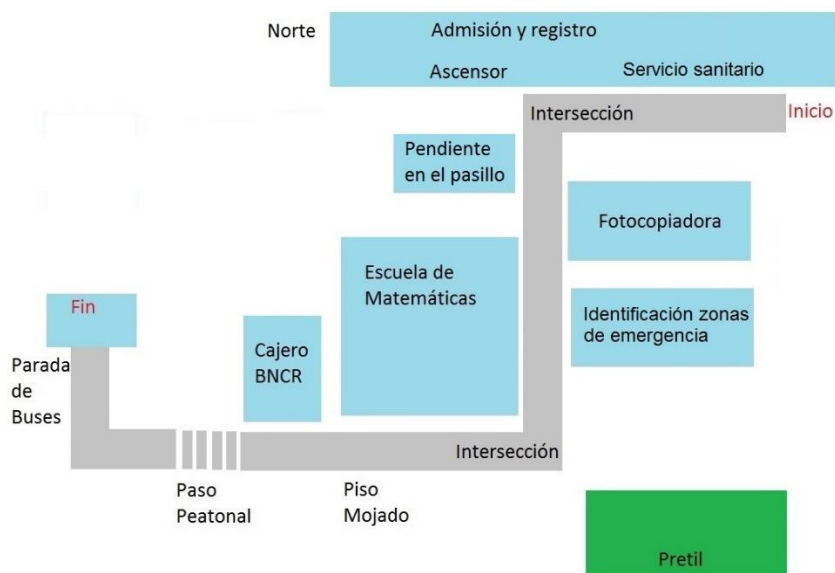 Norte
Admisión y registro
Ascensor
Servicio sanitario
Intersección
Inicio
Pendiente
en el pasillo
Fotocopiadora
Escuela de
Matemáticas
Identificación zonas
de emergencia
Fin
Cajero
BNCR
Parada
de
Buses
Intersección
Paso
Peatonal
Piso
Mojado
Pretil